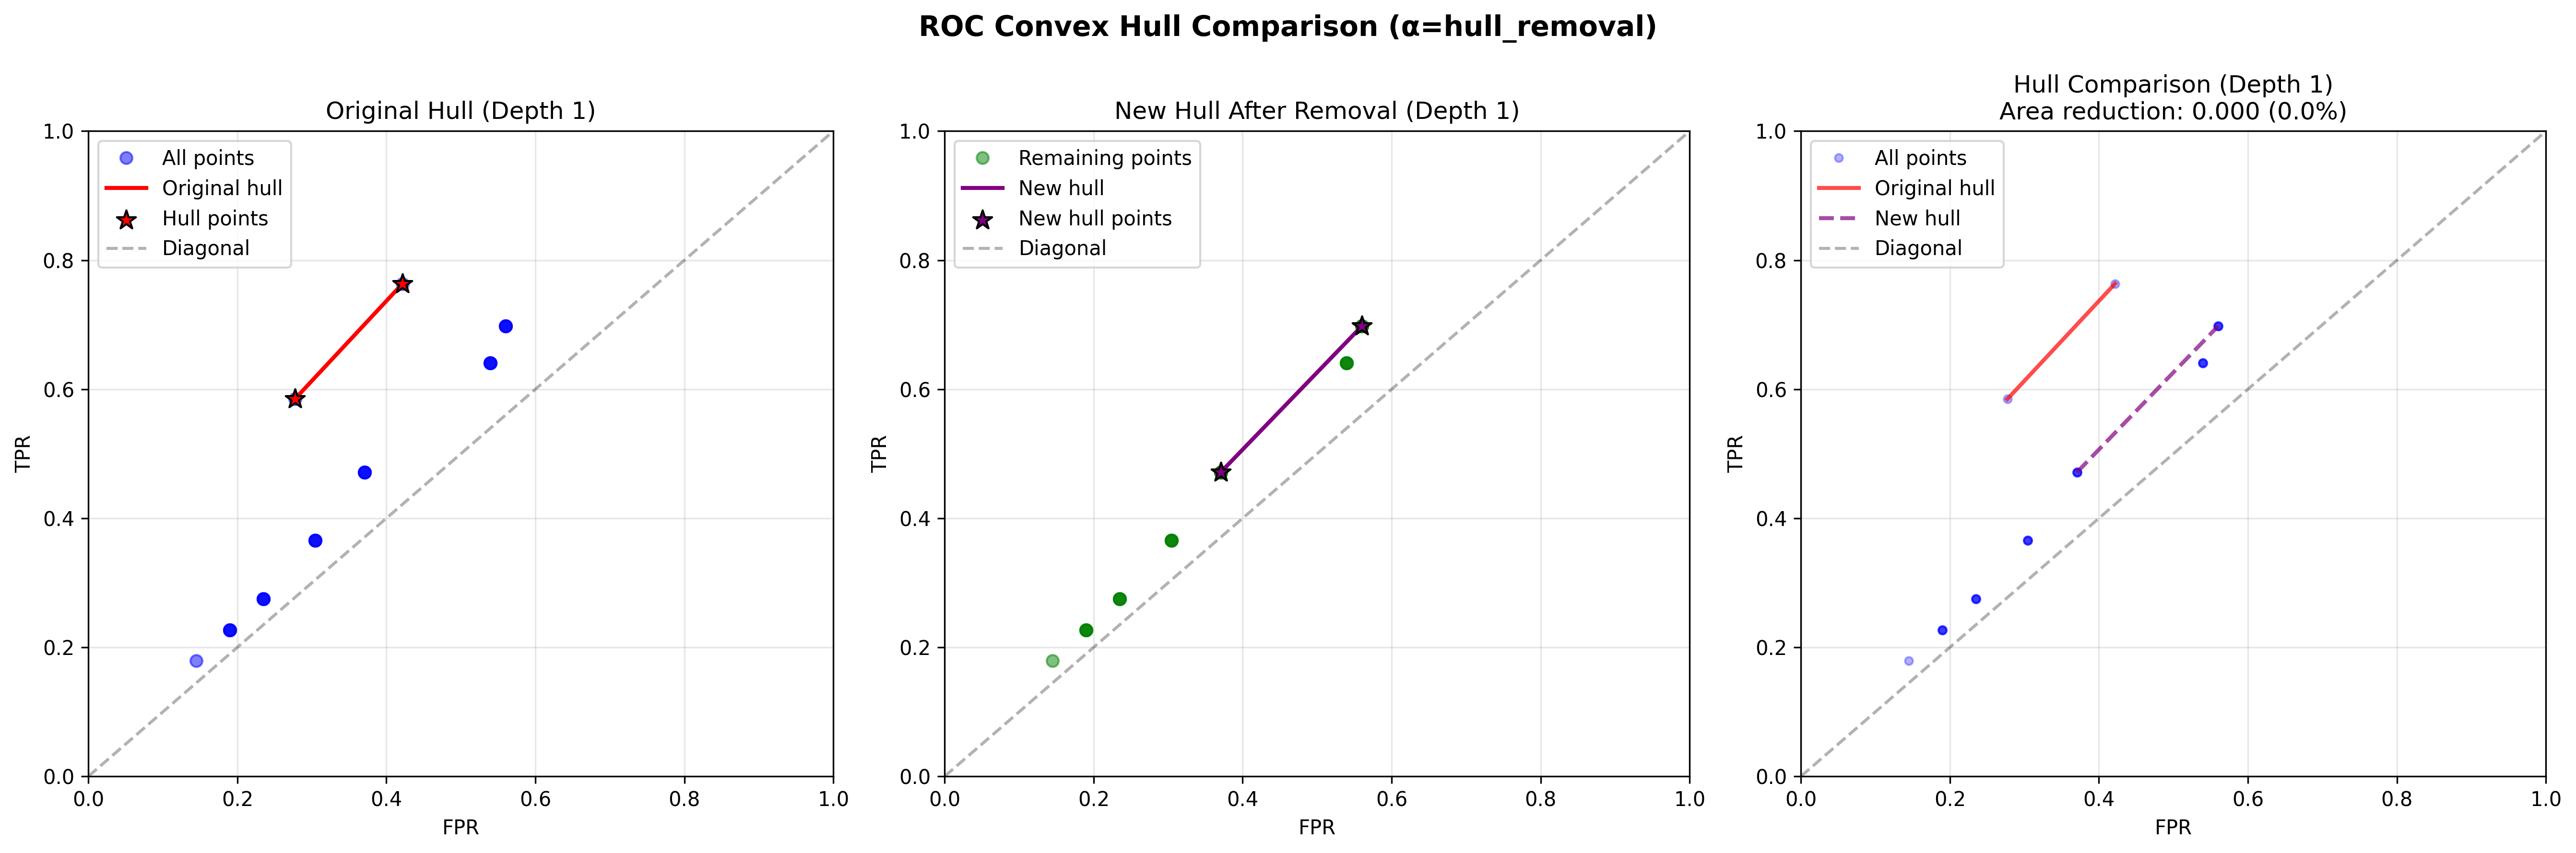 ROC Convex Hull Comparison (α=hull_removal)
Original Hull (Depth 1)
All points
Original hull
Hull points
Diagonal
TPR
1.0
0.8
0.6
0.4
0.2
0.0
0.0 0.2 0.4 0.6 0.8 1.0
FPR
New Hull After Removal (Depth 1)
Remaining points
New hull
New hull points
Diagonal
TPR
1.0
0.8
0.6
0.4
0.2
0.0
0.0 0.2 0.4 0.6 0.8 1.0
FPR
Hull Comparison (Depth 1)
Area reduction: 0.000 (0.0%)
All points
Original hull
New hull
Diagonal
TPR
1.0
0.8
0.6
0.4
0.2
0.0
0.0 0.2 0.4 0.6 0.8 1.0
FPR